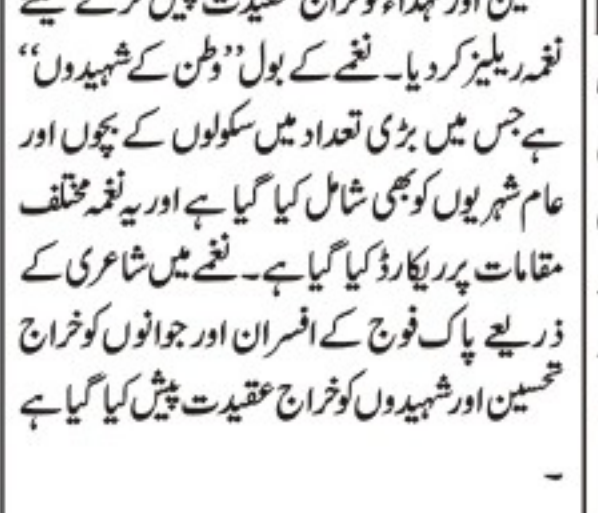 تحسین اور شہداء کو خراج عقیدت پیش کرنے کیلئے
نغمہ ریلیز کردیا۔ نغمے کے بول ’’وطن کے شہیدوں‘‘
ہے جس میں بڑی تعداد میں سکولوں کے بچوں اور
عام شہریوں کو بھی شامل کیا گیا ہے اور یہ نغمہ مختلف
مقامات پر ریکارڈ کیا گیا ہے۔ نغمے میں شاعری کے
ذریعے پاک فوج کے افسران اور جوانوں کو خراج
تحسین اور شہیدوں کو خراج عقیدت پیش کیا گیا ہے
۔